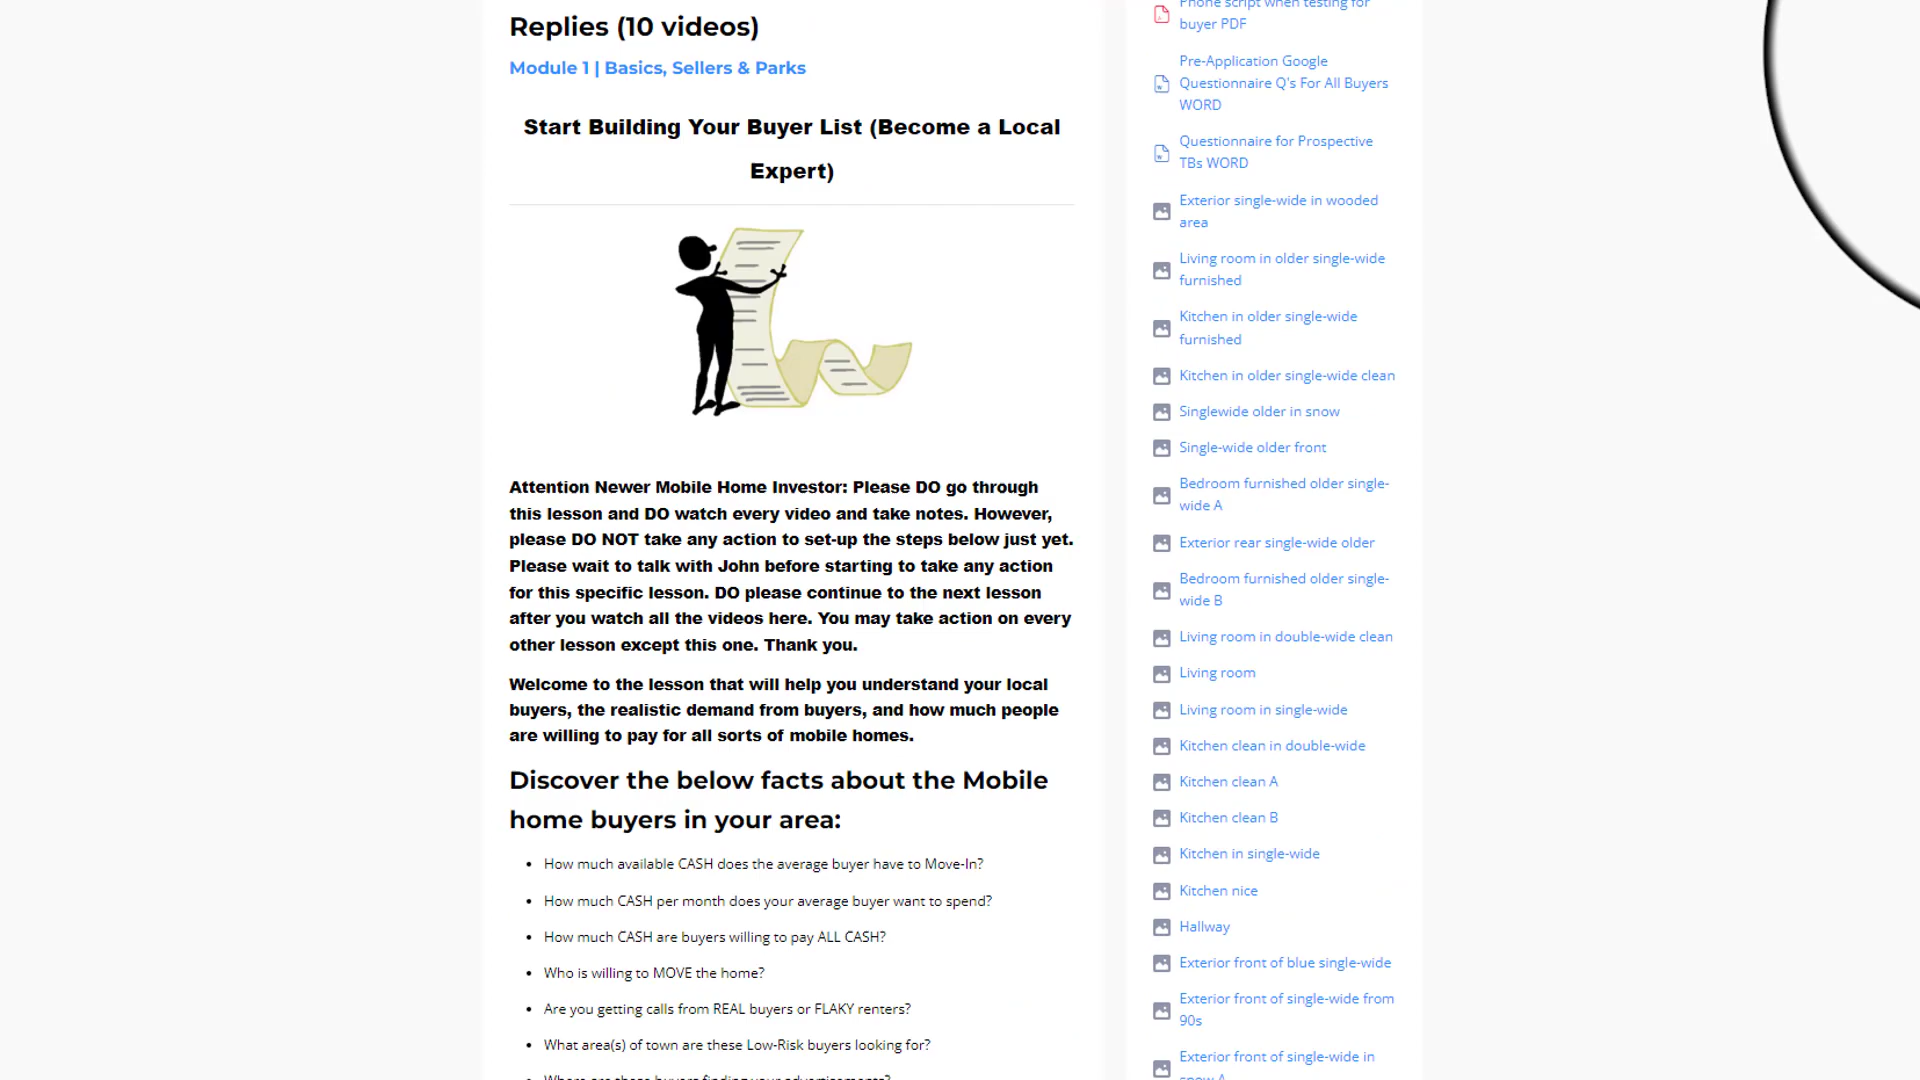 Replies (10 videos)
Module 1 | Basics, Sellers & Parks
Start Building Your Buyer List (Become a Local
Expert)
Attention Newer Mobile Home Investor: Please DO go through
this lesson and DO watch every video and take notes. However,
please DO NOT take any action to set-up the steps below just yet.
Please wait to talk with John before starting to take any action
for this specific lesson. DO please continue to the next lesson
after you watch all the videos here. You may take action on every
other lesson except this one. Thank you.
Welcome to the lesson that will help you understand your local
buyers, the realistic demand from buyers, and how much people
are willing to pay for all sorts of mobile homes.
Discover the below facts about the Mobile
home buyers in your area:
• How much available CASH does the average buyer have to Move-In?
• How much CASH per month does your average buyer want to spend?
• How much CASH are buyers willing to pay ALL CASH?
• Who is willing to MOVE the home?
• Are you getting calls from REAL buyers or FLAKY renters?
• What area(s) of town are these Low-Risk buyers looking for?
• Where are these buyers finding your advertisements?
Phone script when testing for
buyer PDF
Pre-Application Google
Questionnaire Q's For All Buyers
WORD
Questionnaire for Prospective
TBs WORD
Exterior single-wide in wooded
area
Living room in older single-wide
furnished
Kitchen in older single-wide
furnished
Kitchen in older single-wide clean
Singlewide older in snow
Single-wide older front
Bedroom furnished older single-
wide A
Exterior rear single-wide older
Bedroom furnished older single-
wide B
Living room in double-wide clean
Living room
Living room in single-wide
Kitchen clean in double-wide
Kitchen clean A
Kitchen clean B
Kitchen in single-wide
Kitchen nice
Hallway
Exterior front of blue single-wide
Exterior front of single-wide from
90s
Exterior front of single-wide in
snow A